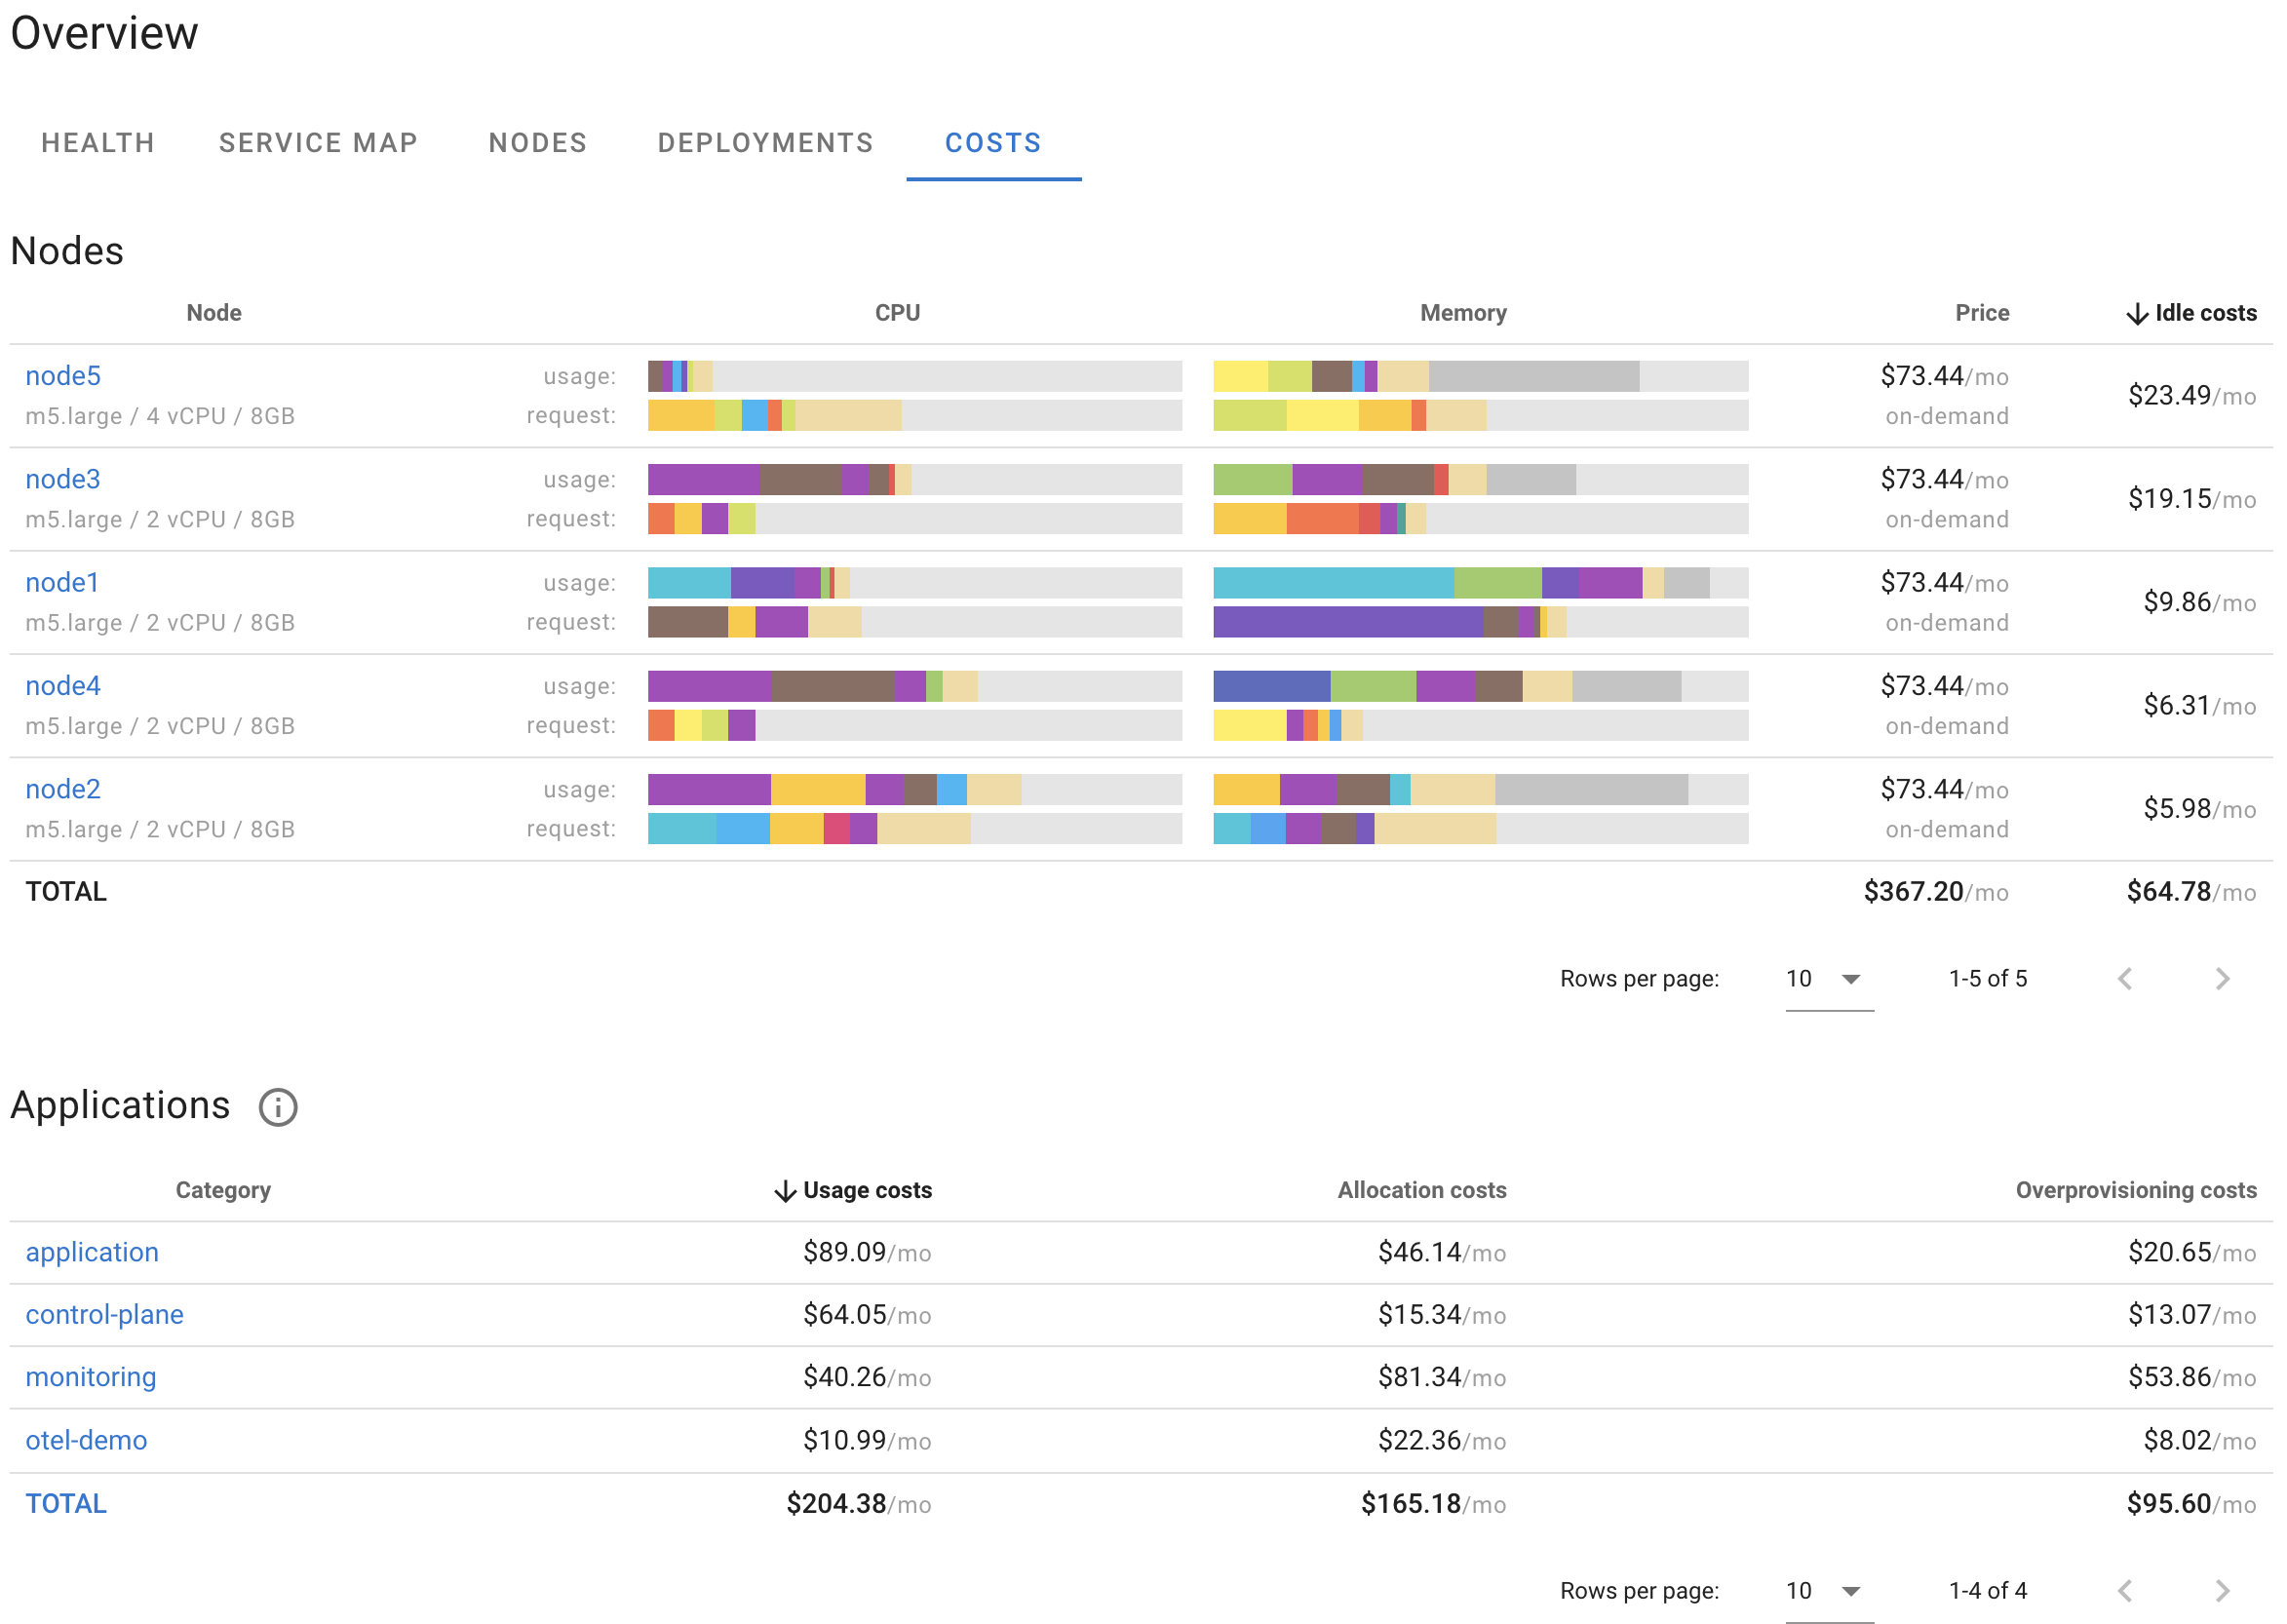 Overview
HEALTH SERVICE MAP NODES DEPLOYMENTS COSTS
Nodes
Node CPU Memory Price Idle costs
node5 usage: $73.44/mo $23.49/mo
m5.large / 4 vCPU / 8GB request: on-demand
node3 usage: $73.44/mo $19.15/mo
m5.large / 2 vCPU / 8GB request: on-demand
node1 usage: $73.44/mo $9.86/mo
m5.large / 2 vCPU / 8GB request: on-demand
node4 usage: $73.44/mo $6.31/mo
m5.large / 2 vCPU / 8GB request: on-demand
node2 usage: $73.44/mo $5.98/mo
m5.large / 2 vCPU / 8GB request: on-demand
TOTAL $367.20/mo $64.78/mo
Rows per page: 10 1-5 of 5
Applications
Category Usage costs Allocation costs Overprovisioning costs
application $89.09/mo $46.14/mo $20.65/mo
control-plane $64.05/mo $15.34/mo $13.07/mo
monitoring $40.26/mo $81.34/mo $53.86/mo
otel-demo $10.99/mo $22.36/mo $8.02/mo
TOTAL $204.38/mo $165.18/mo $95.60/mo
Rows per page: 10 1-4 of 4